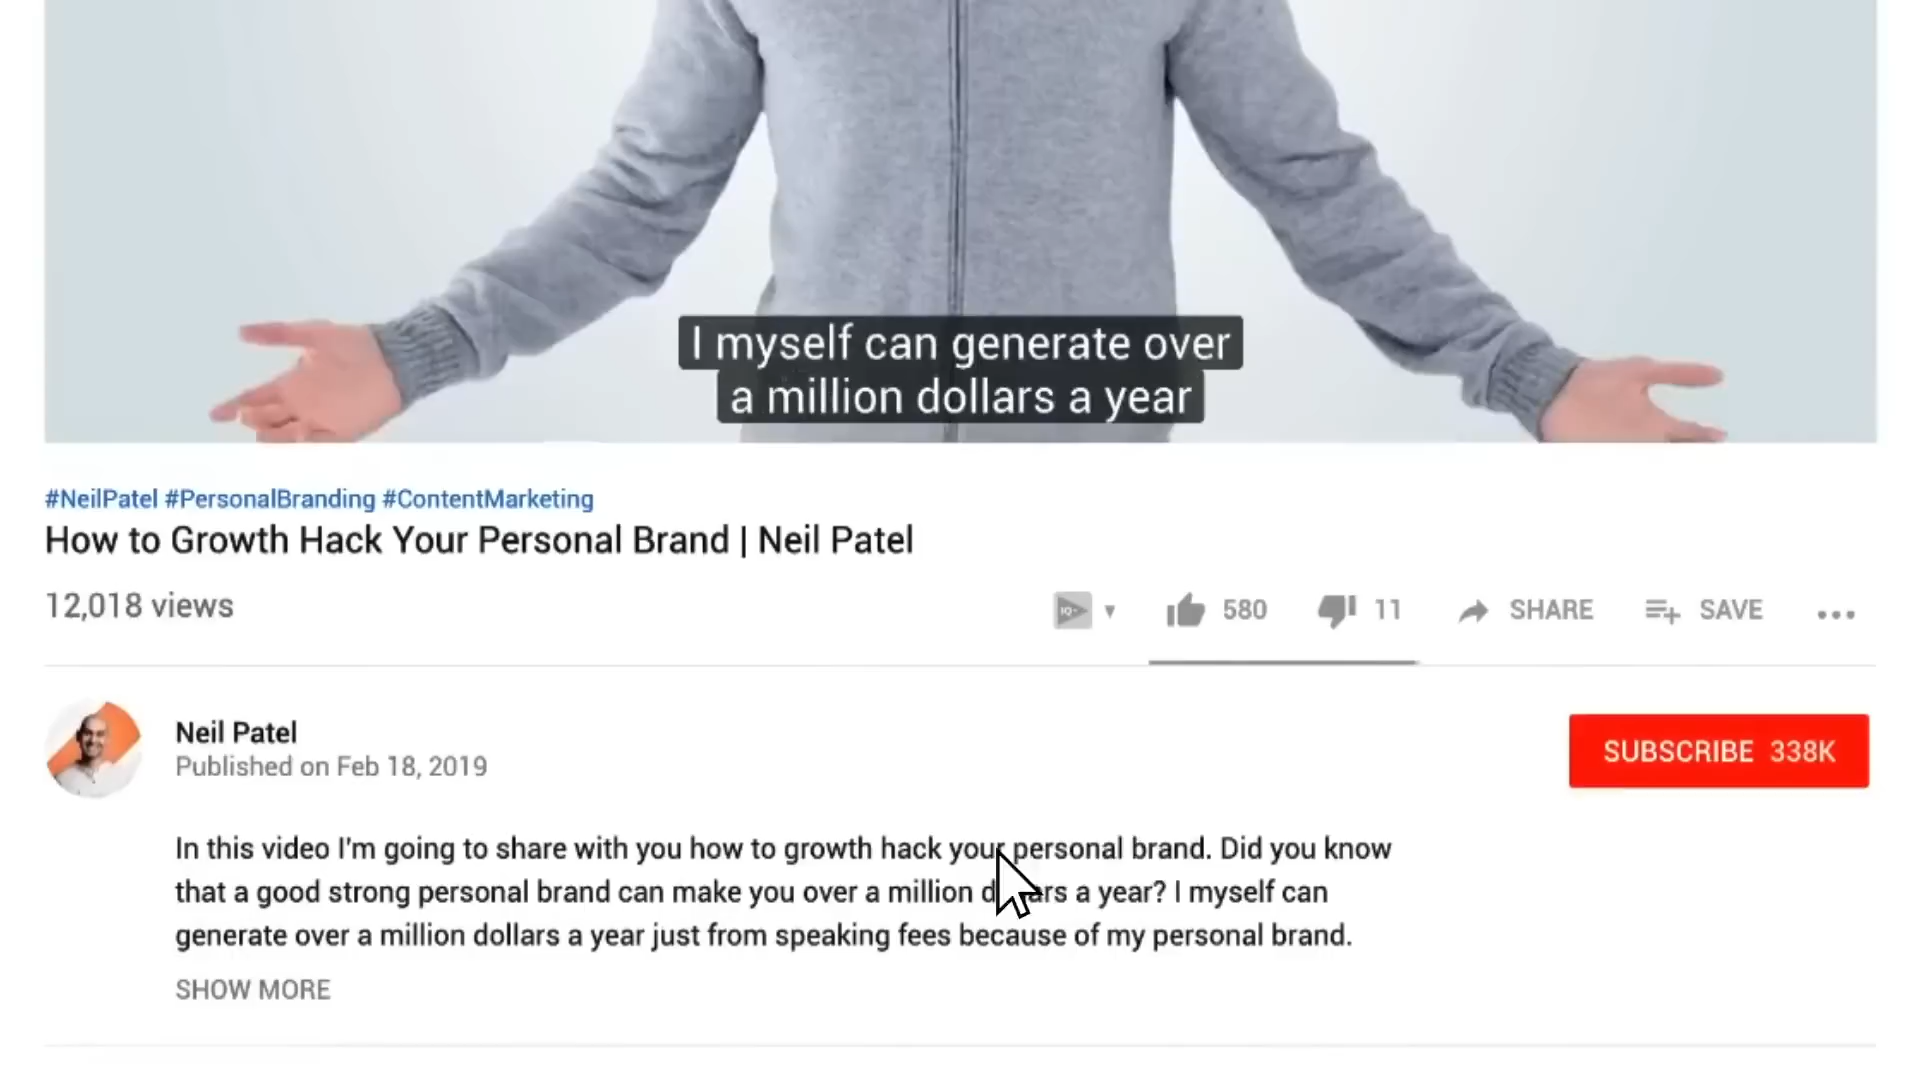 I myself can generate over
a million dollars a year
#NeilPatel #PersonalBranding #ContentMarketing
How to Growth Hack Your Personal Brand | Neil Patel
12,018 views
IQ
580
11
SHARE
SAVE
Neil Patel
Published on Feb 18, 2019
SUBSCRIBE 338K
In this video I'm going to share with you how to growth hack your personal brand. Did you know
that a good strong personal brand can make you over a million a year? I myself can
generate over a million dollars a year just from speaking fees because of my personal brand.
SHOW MORE